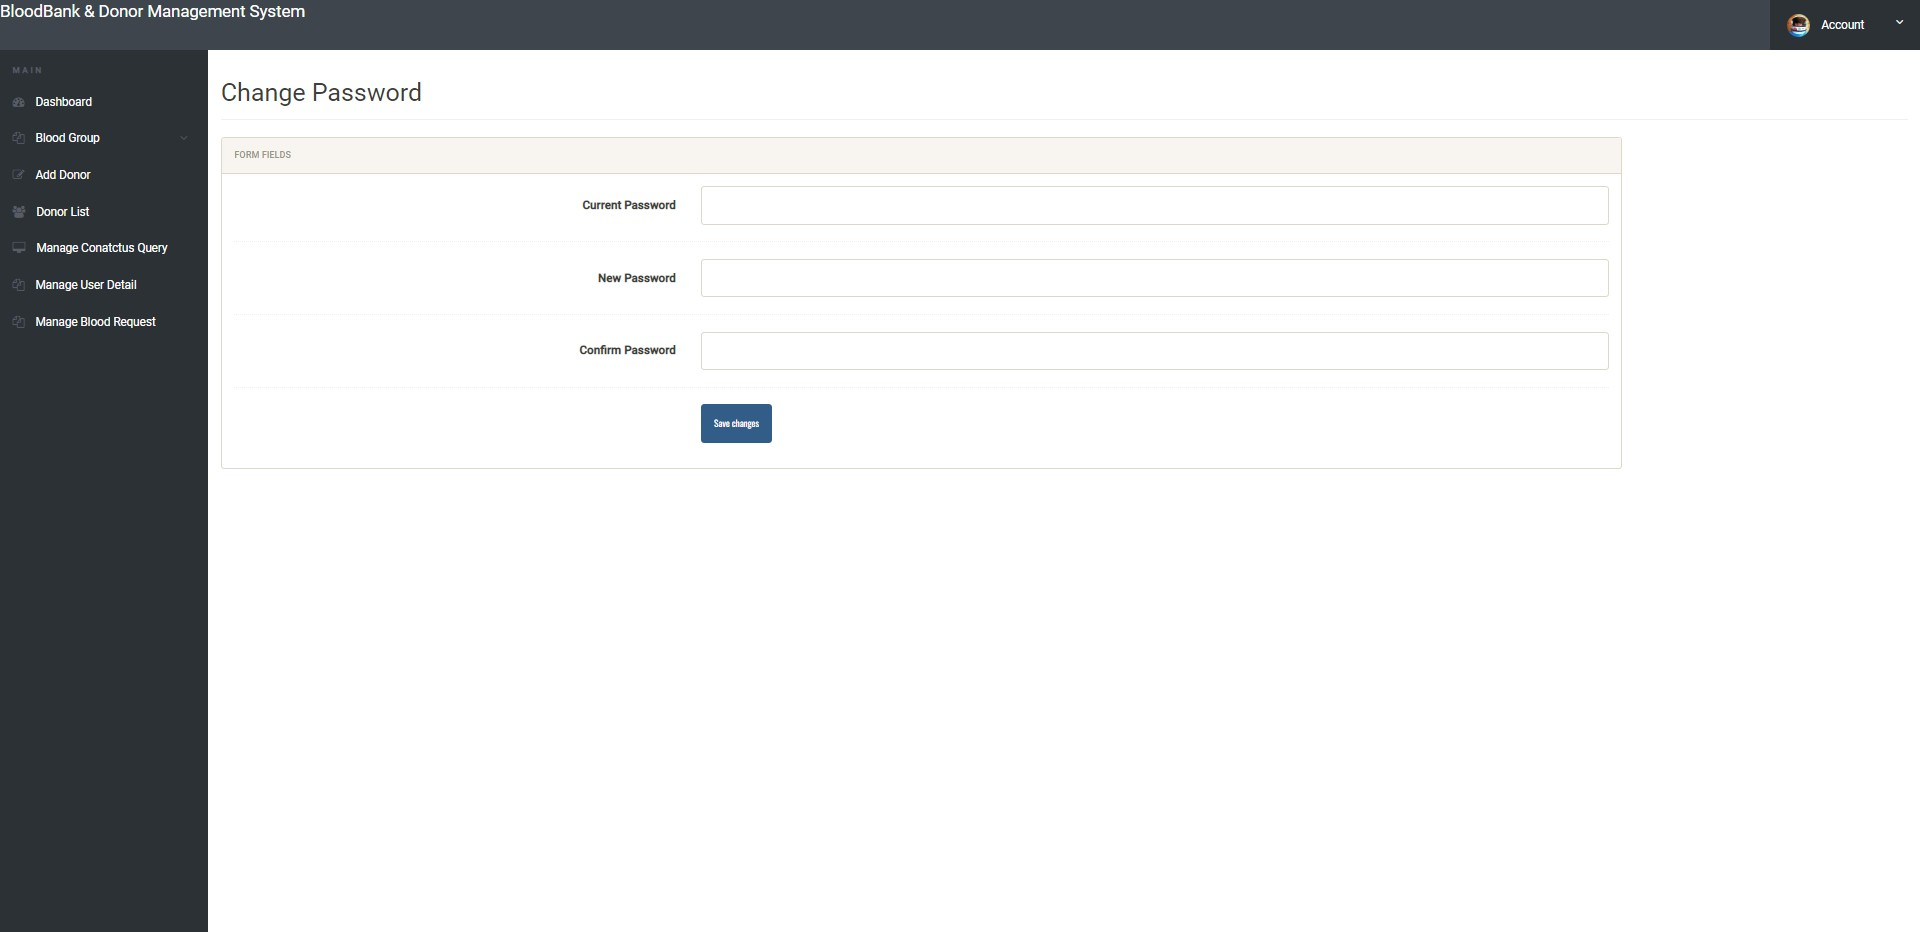 BloodBank & Donor Management System
Account
MAIN
Dashboard
Blood Group
Add Donor
Donor List
Manage Conatctus Query
Manage User Detail
Manage Blood Request
Change Password
FORM FIELDS
Current Password
New Password
Confirm Password
Save changes